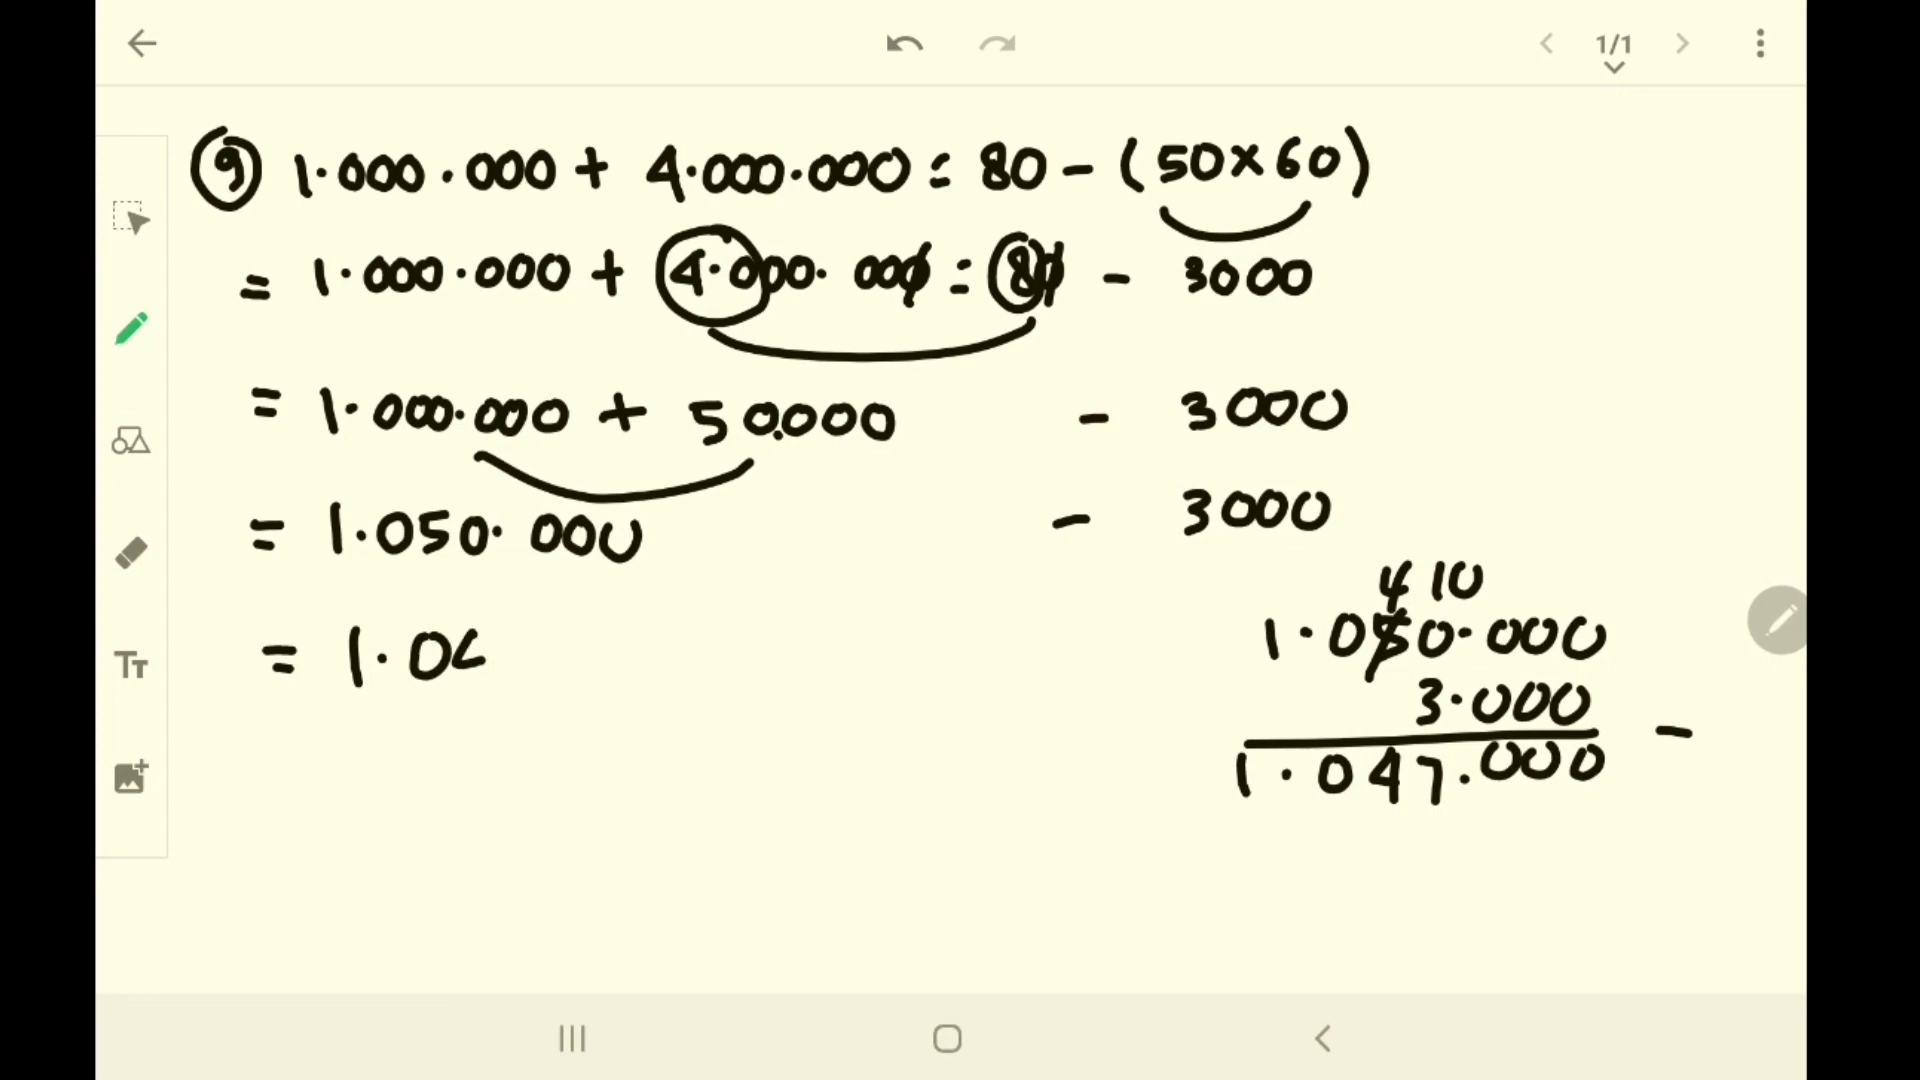 1/1
9 1.000.000 + 4.000.000 : 80 - (50×60)
= 1.000.000 + 4.000.000 : 80 - 3000
= 1.000.000 + 50.000 - 3000
= 1.050.000 - 3000
4 10
1.050.000
3.000 -
1.047.000
= 1.04
TT